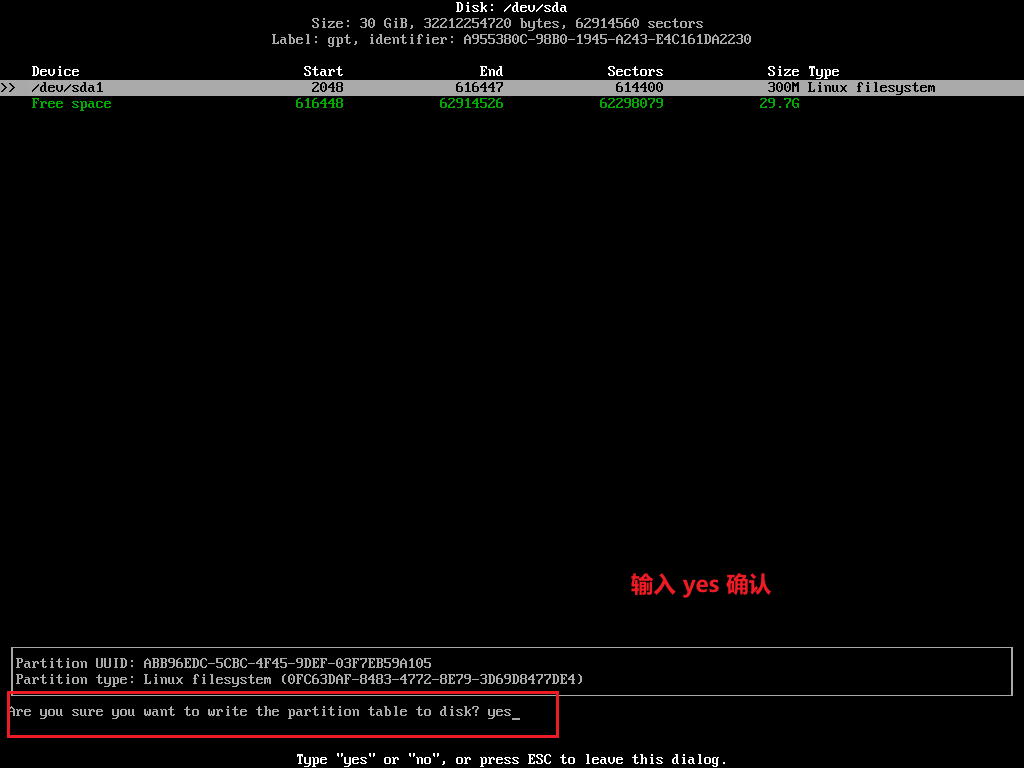 Disk: /dev/sda
Size: 30 GiB, 32212254720 bytes, 62914560 sectors
Label: gpt, identifier: A955380C-98B0-1945-A243-E4C161DA2230
Device Start End Sectors Size Type
>> /dev/sda1 2048 616447 614400 300M Linux filesystem
Free space 616448 62914526 62298079 29.7G
输入 yes 确认
Partition UUID: ABB96EDC-5CBC-4F45-9DEF-03F7EB59A105
Partition type: Linux filesystem (0FC63DAF-8483-4772-8E79-3D69D8477DE4)
Are you sure you want to write the partition table to disk? yes_
Type "yes" or "no", or press ESC to leave this dialog.